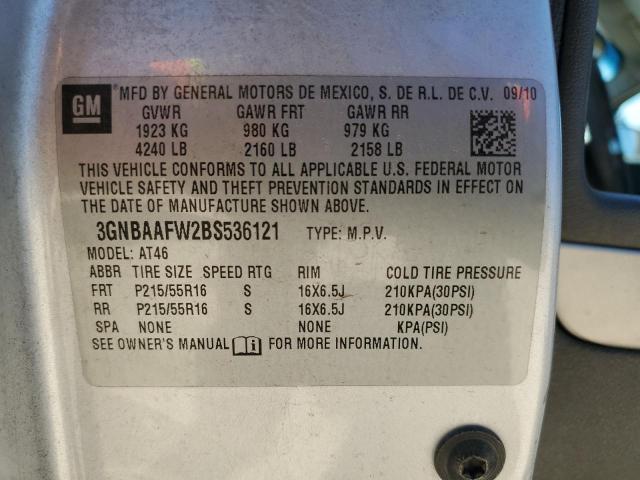 GM
MFD BY GENERAL MOTORS DE MEXICO, S. DE R.L. DE C.V. 09/10
GVWR GAWR FRT GAWR RR
1923 KG 980 KG 979 KG
4240 LB 2160 LB 2158 LB
THIS VEHICLE CONFORMS TO ALL APPLICABLE U.S. FEDERAL MOTOR
VEHICLE SAFETY AND THEFT PREVENTION STANDARDS IN EFFECT ON
THE DATE OF MANUFACTURE SHOWN ABOVE.
3GNBAAFW2BS536121 TYPE: M.P.V.
MODEL: AT46
ABBR TIRE SIZE SPEED RTG RIM COLD TIRE PRESSURE
FRT P215/55R16 S 16X6.5J 210KPA(30PSI)
RR P215/55R16 S 16X6.5J 210KPA(30PSI)
SPA NONE NONE KPA(PSI)
SEE OWNER'S MANUAL FOR MORE INFORMATION.